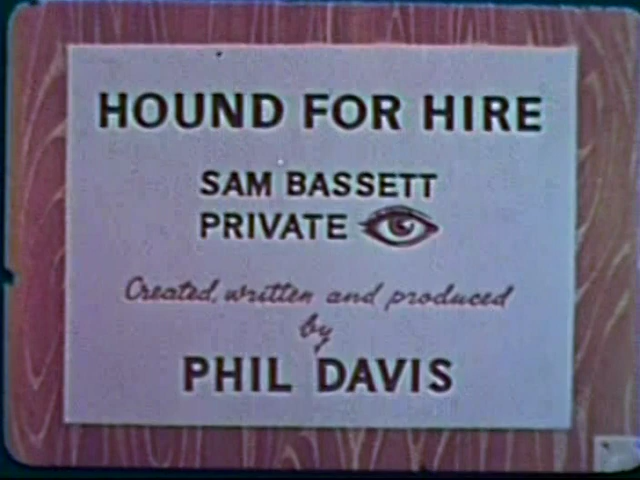 HOUND FOR HIRE
SAM BASSETT
PRIVATE
Created, written and produced
by
PHIL DAVIS